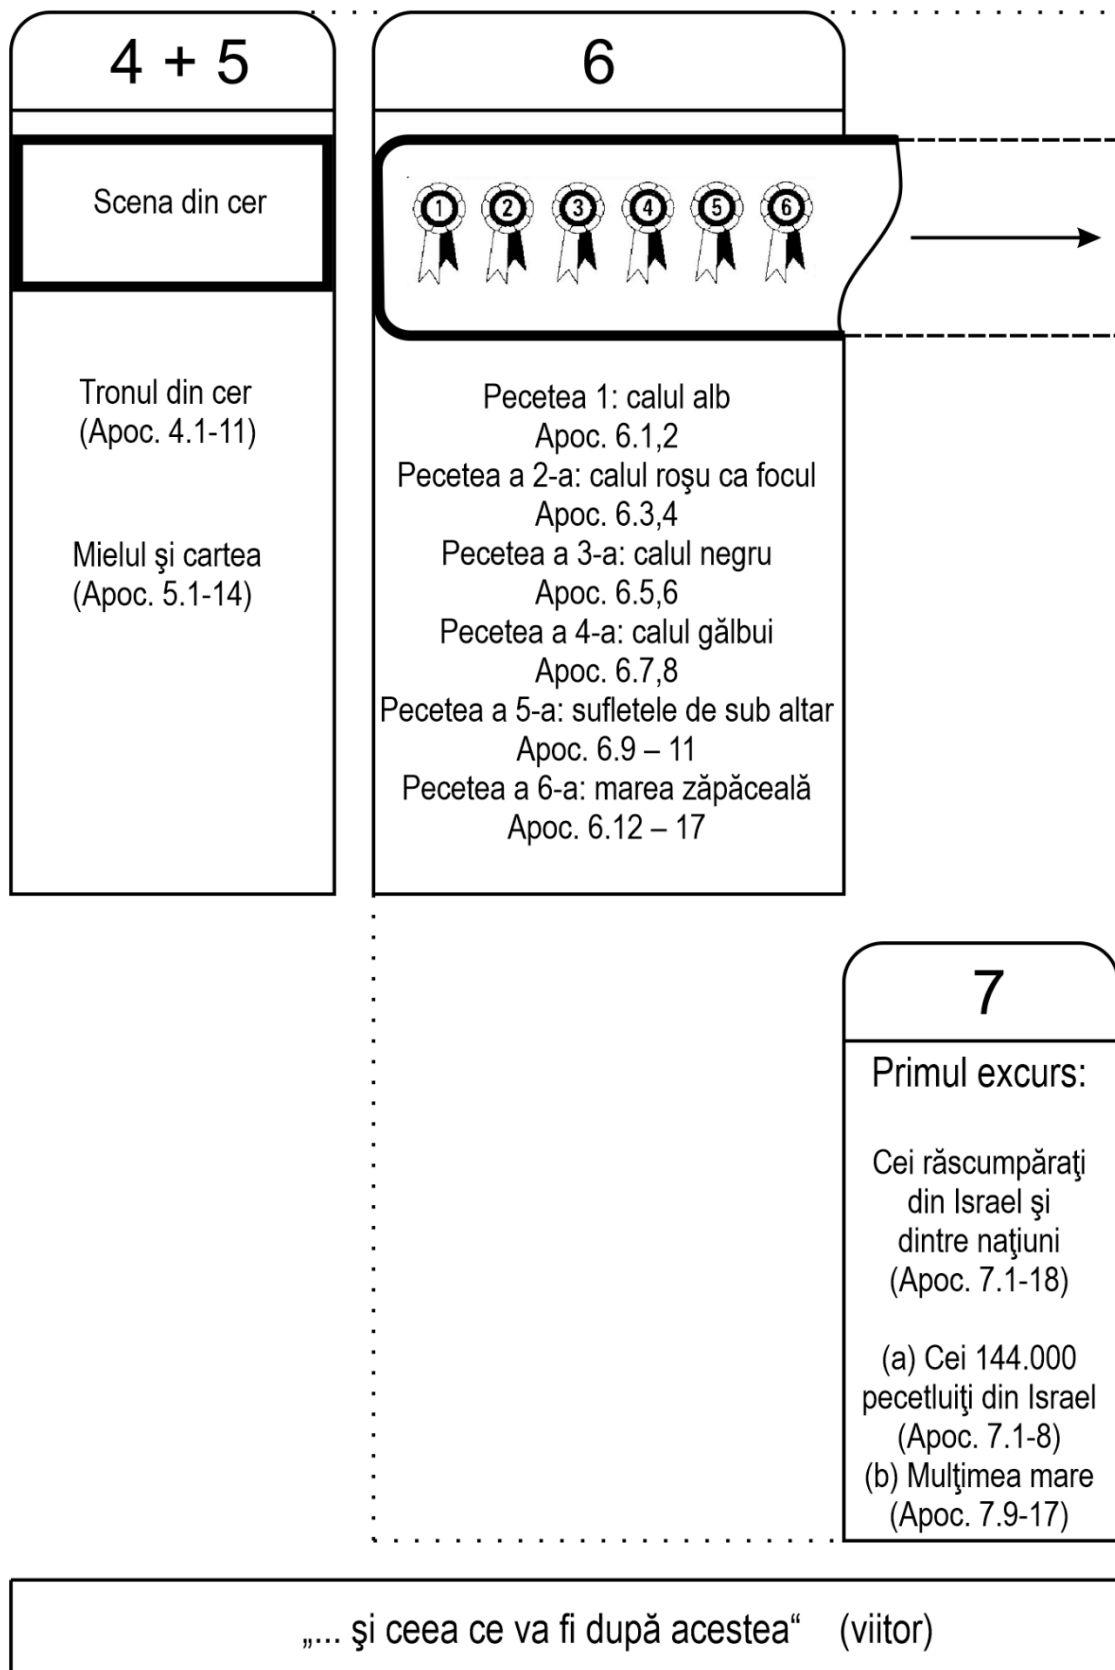 4 + 5
Scena din cer
Tronul din cer
(Apoc. 4.1-11)
Mielul şi cartea
(Apoc. 5.1-14)
6
1 2 3 4 5 6
Pecetea 1: calul alb
Apoc. 6.1,2
Pecetea a 2-a: calul roşu ca focul
Apoc. 6.3,4
Pecetea a 3-a: calul negru
Apoc. 6.5,6
Pecetea a 4-a: calul gălbui
Apoc. 6.7,8
Pecetea a 5-a: sufletele de sub altar
Apoc. 6.9 – 11
Pecetea a 6-a: marea zăpăceală
Apoc. 6.12 – 17
7
Primul excurs:
Cei răscumpăraţi
din Israel şi
dintre naţiuni
(Apoc. 7.1-18)
(a) Cei 144.000
pecetluiţi din Israel
(Apoc. 7.1-8)
(b) Mulţimea mare
(Apoc. 7.9-17)
„... şi ceea ce va fi după acestea“ (viitor)